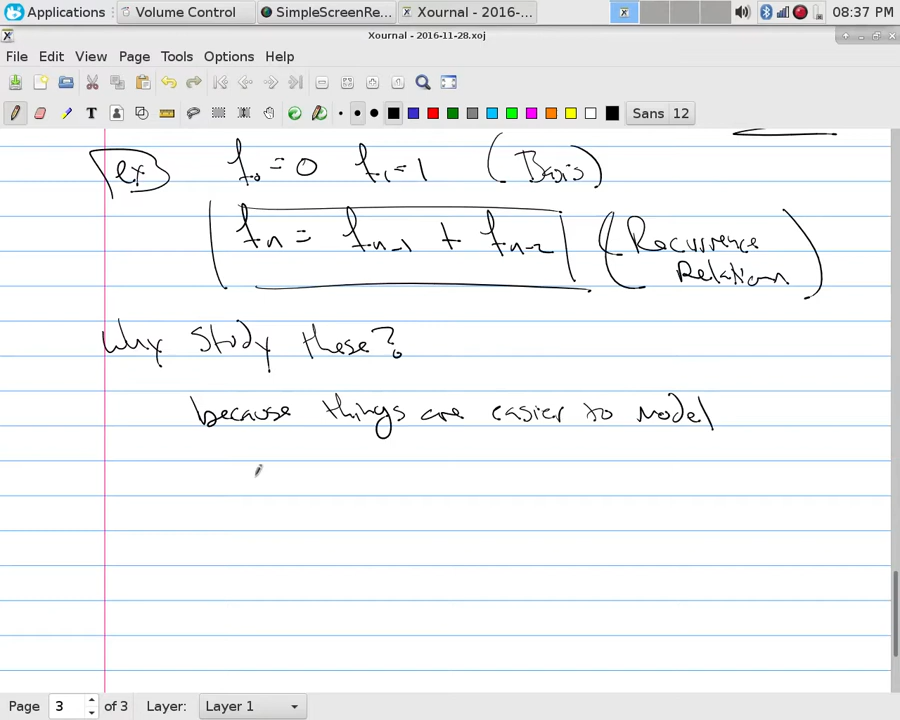 Applications Volume Control SimpleScreenRe... Xournal - 2016-... 08:37 PM
Xournal - 2016-11-28.xoj
File Edit View Page Tools Options Help
Sans 12
ex f₀ = 0 f₁ = 1 (Basis)
fₙ = fₙ₋₁ + fₙ₋₂ (Recurrence
Relation)
Why study these?
because things are easier to model
Page 3 of 3 Layer: Layer 1